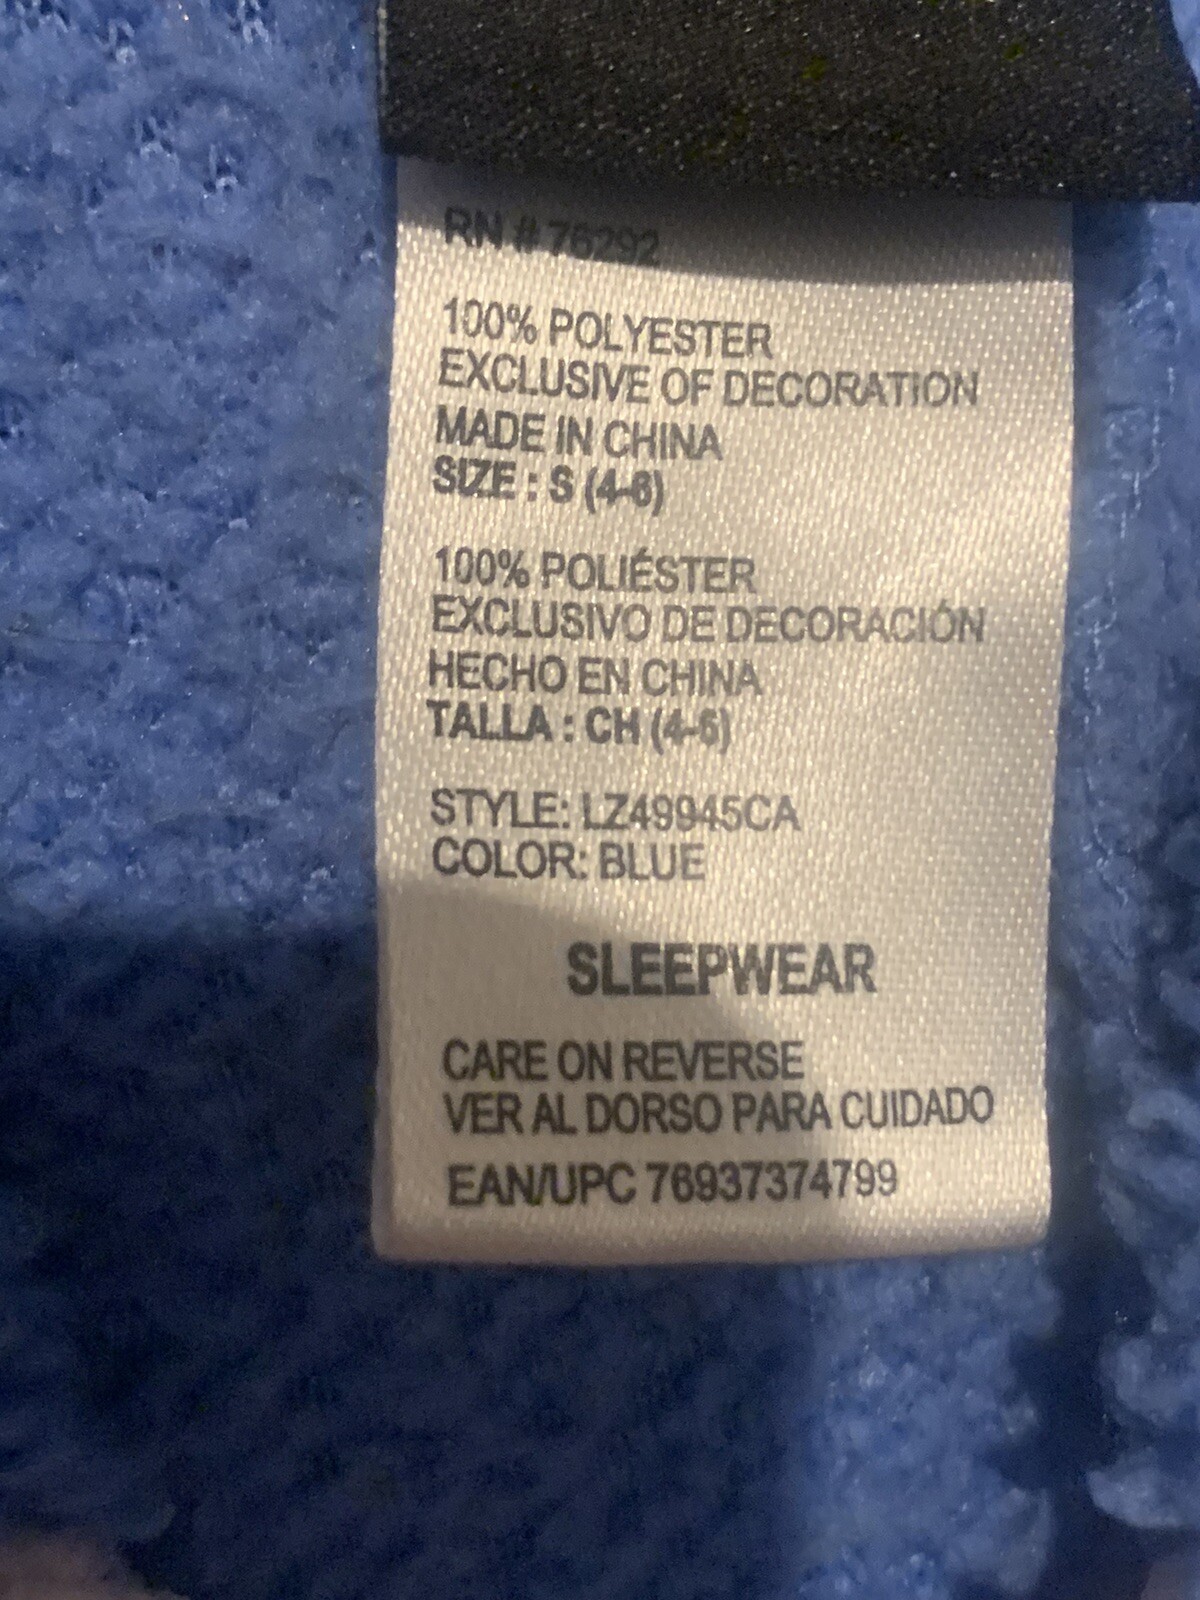 RN # 76292
100% POLYESTER
EXCLUSIVE OF DECORATION
MADE IN CHINA
SIZE : S (4-6)
100% POLIÉSTER
EXCLUSIVO DE DECORACIÓN
HECHO EN CHINA
TALLA : CH (4-6)
STYLE: LZ49945CA
COLOR: BLUE
SLEEPWEAR
CARE ON REVERSE
VER AL DORSO PARA CUIDADO
EAN/UPC 76937374799